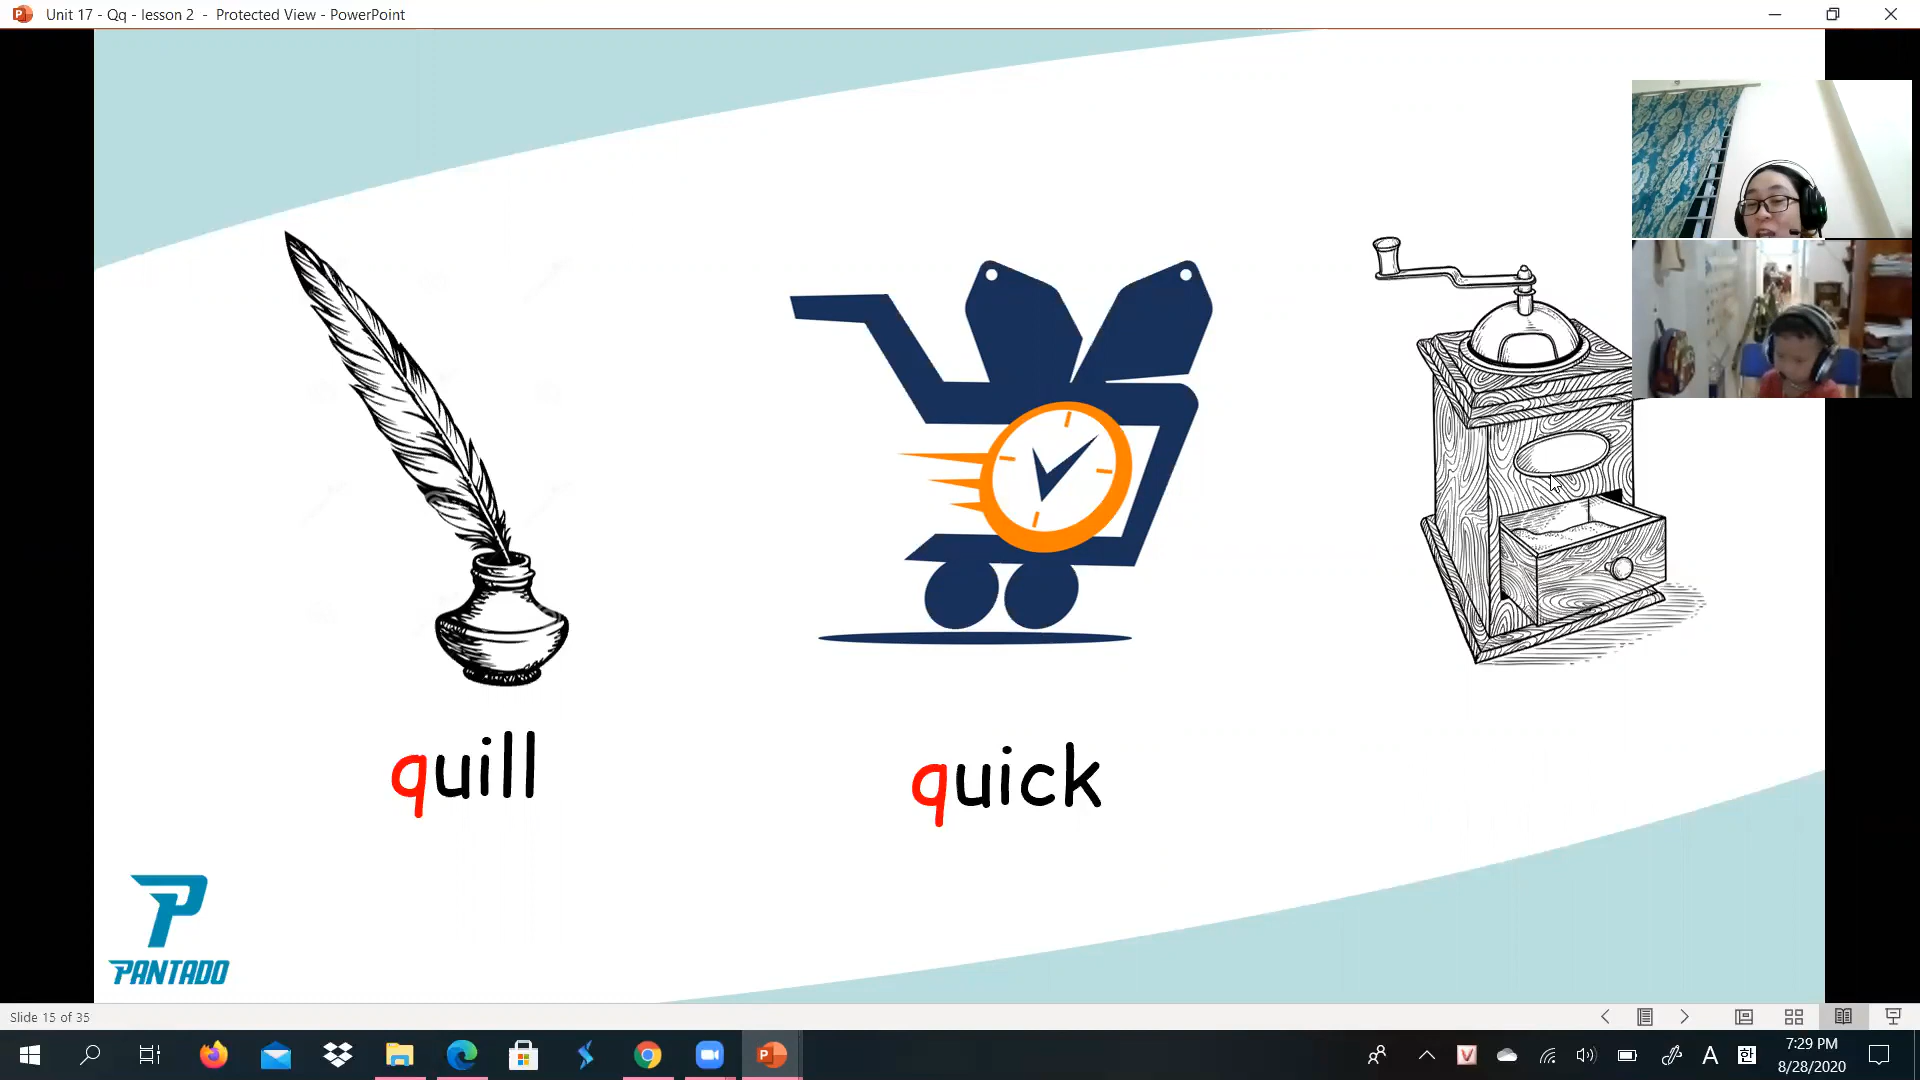 Unit 17 - Qq - lesson 2 - Protected View - PowerPoint
quill
quick
PANTADO
Slide 15 of 35
A
한
7:29 PM
8/28/2020